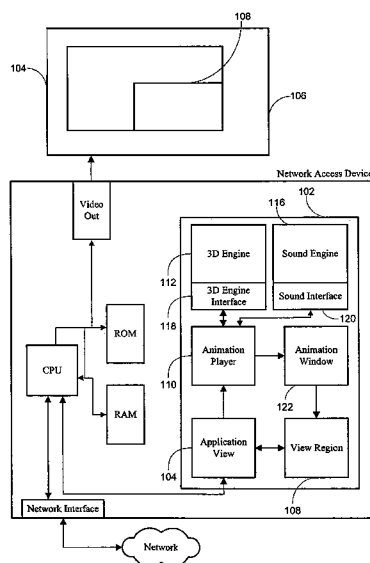 108
104
106
Network Access Device
Video
Out
102
116
3D Engine
Sound Engine
112
3D Engine
Interface
Sound Interface
118
120
ROM
CPU
Animation
Player
Animation
Window
110
122
RAM
Application
View
View Region
104
108
Network Interface
Network